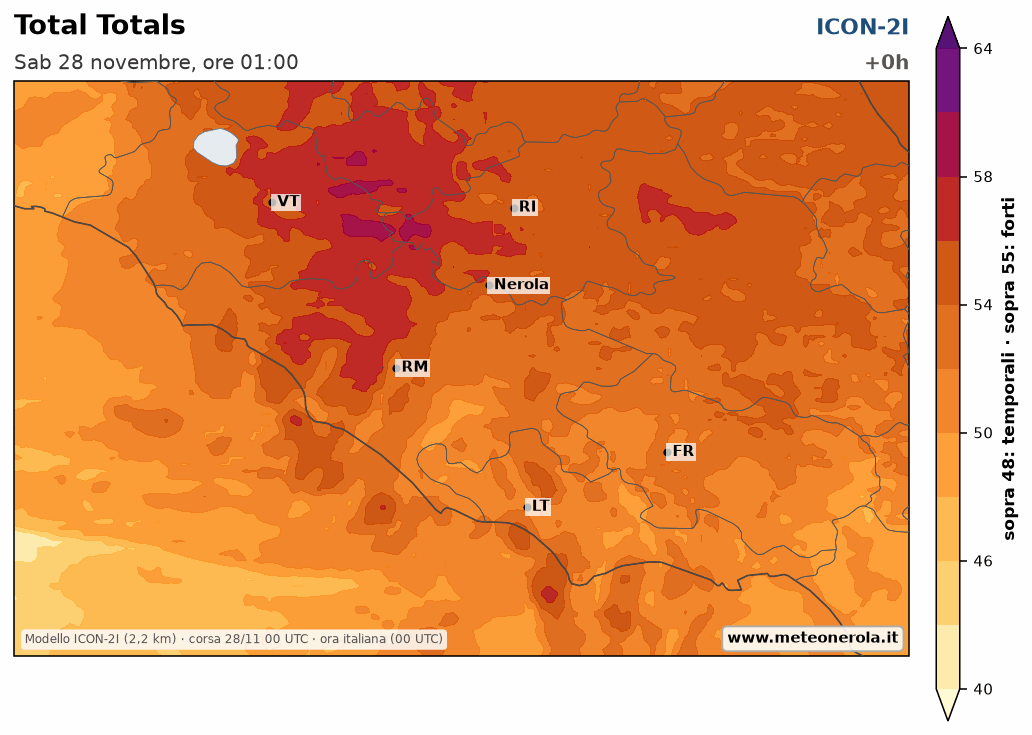 Total Totals
ICON-2I
Sab 28 novembre, ore 01:00
+0h
64
58
54
50
46
40
sopra 48: temporali · sopra 55: forti
VT
RI
Nerola
RM
FR
LT
Modello ICON-2I (2,2 km) · corsa 28/11 00 UTC · ora italiana (00 UTC)
www.meteonerola.it